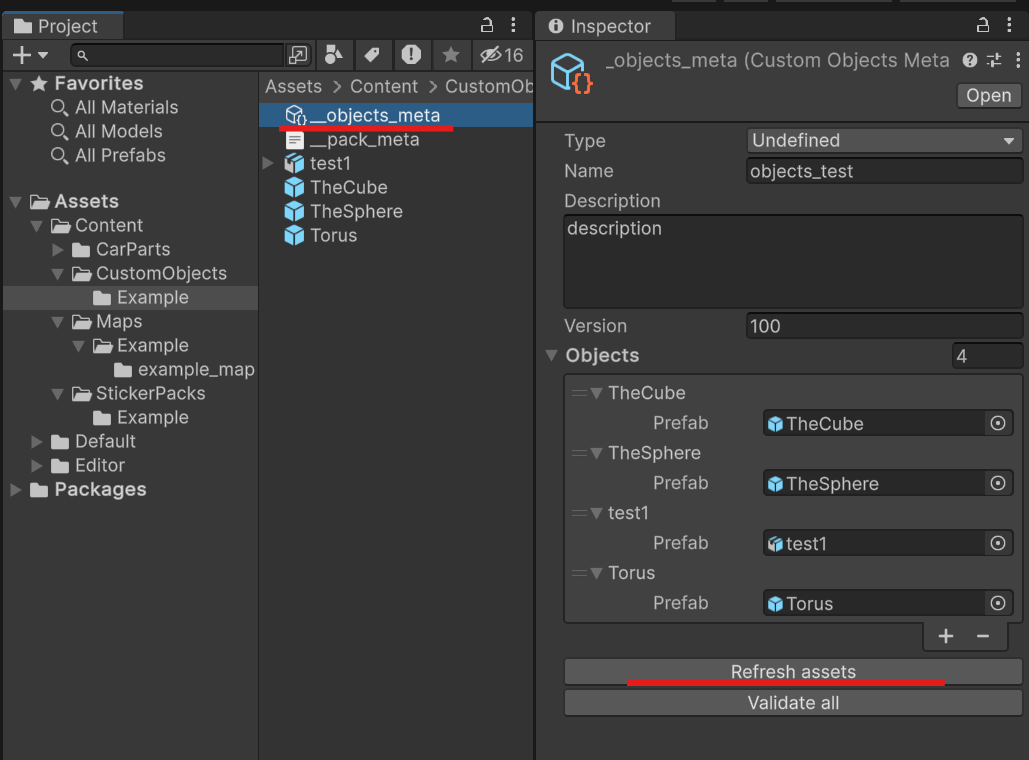 Project
16
Favorites
All Materials
All Models
All Prefabs
Assets
Content
CarParts
CustomObjects
Example
Maps
Example
example_map
StickerPacks
Example
Default
Editor
Packages
Assets > Content > CustomOb
__objects_meta
__pack_meta
test1
TheCube
TheSphere
Torus
Inspector
_objects_meta (Custom Objects Meta
Open
Type Undefined
Name objects_test
Description
description
Version 100
Objects 4
TheCube
Prefab TheCube
TheSphere
Prefab TheSphere
test1
Prefab test1
Torus
Prefab Torus
+ −
Refresh assets
Validate all